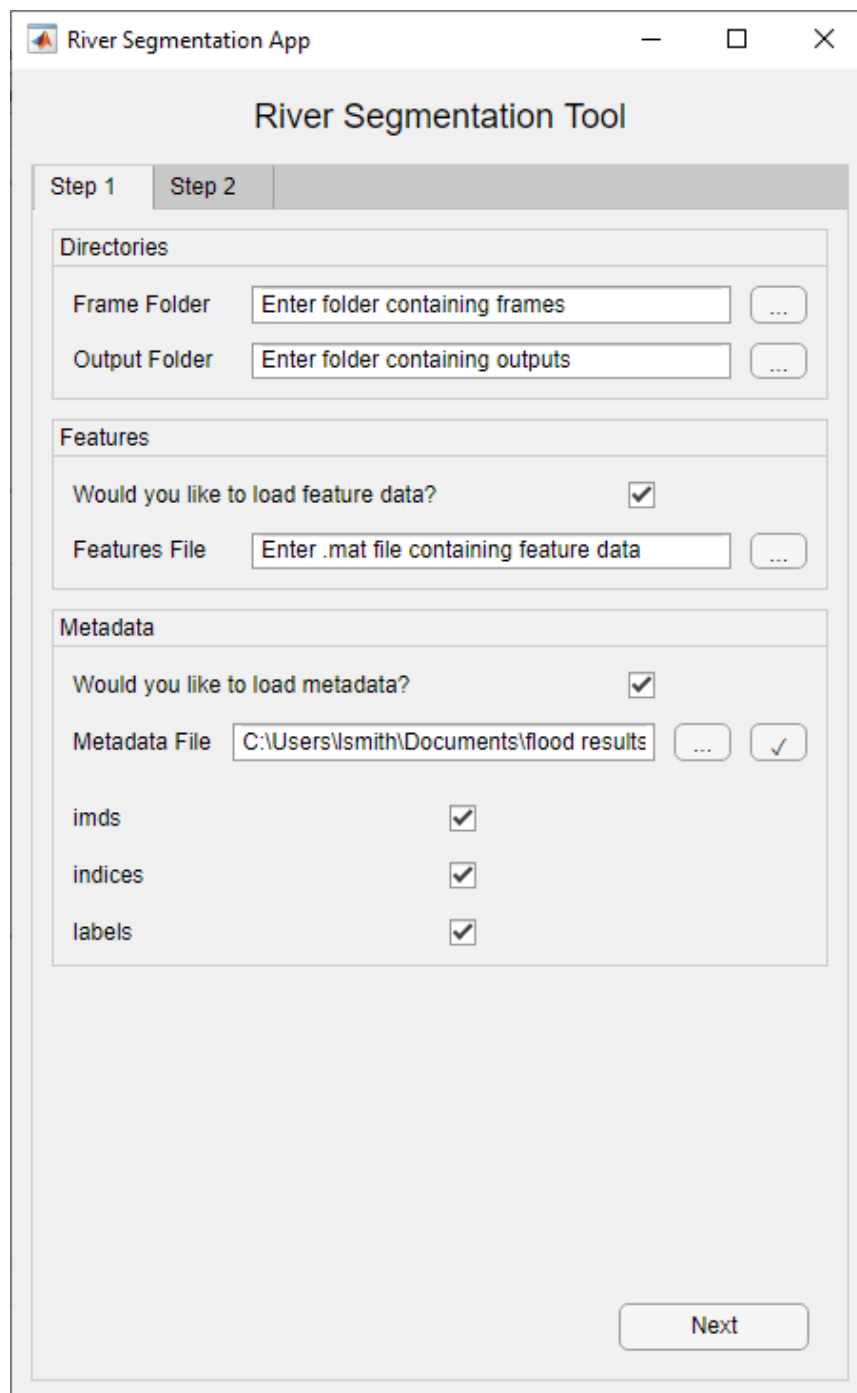 River Segmentation App
River Segmentation Tool
Step 1 Step 2
Directories
Frame Folder Enter folder containing frames ...
Output Folder Enter folder containing outputs ...
Features
Would you like to load feature data?
Features File Enter .mat file containing feature data ...
Metadata
Would you like to load metadata?
Metadata File C:\Users\lsmith\Documents\flood results ... ✓
imds
indices
labels
Next